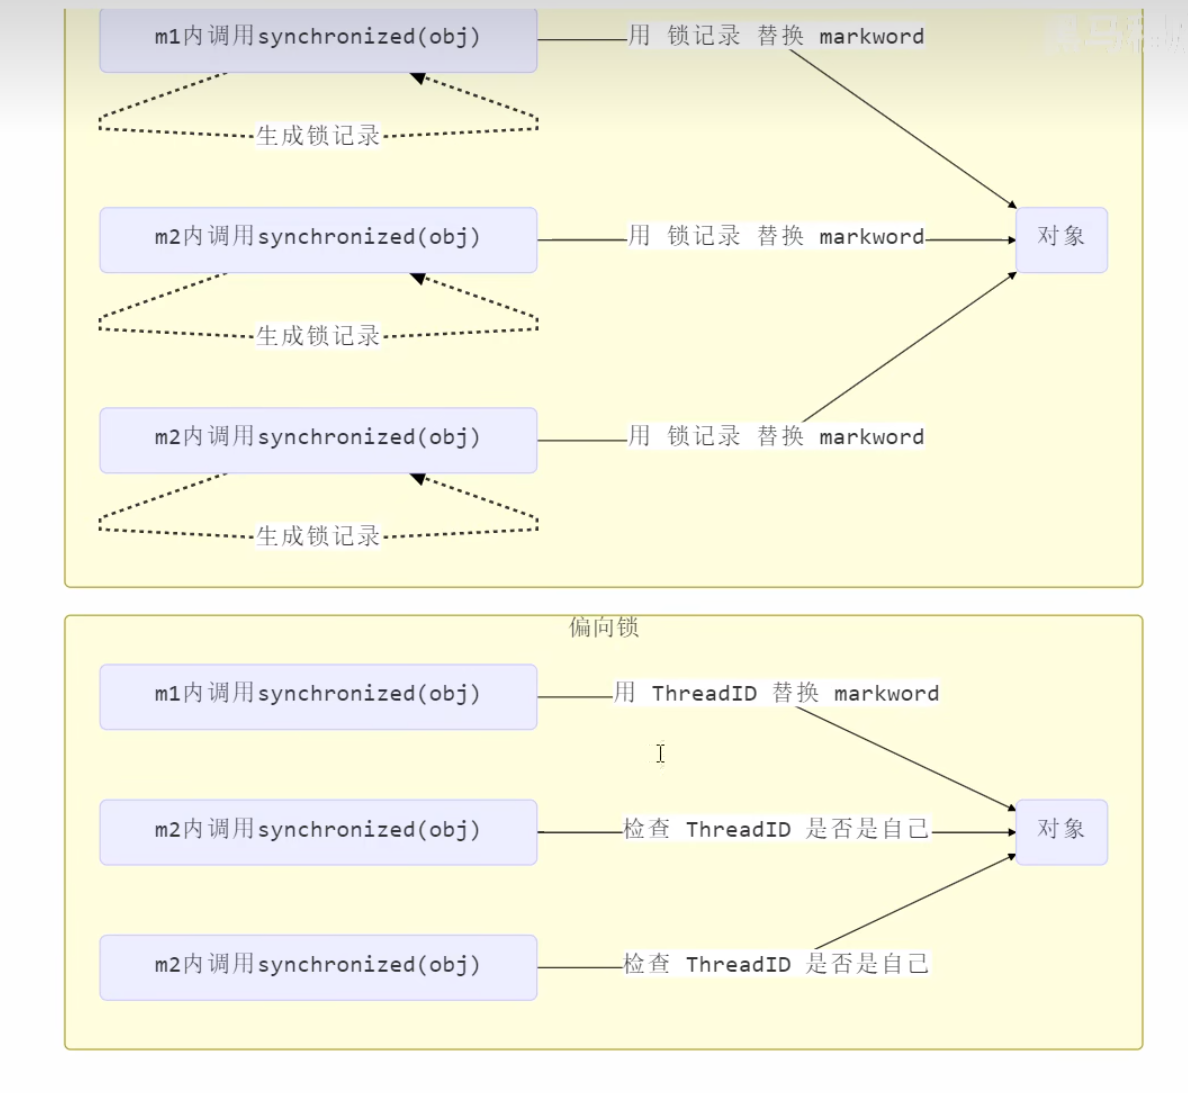 m1内调用synchronized(obj)
用 锁记录 替换 markword
生成锁记录
m2内调用synchronized(obj)
用 锁记录 替换 markword
对象
生成锁记录
m2内调用synchronized(obj)
用 锁记录 替换 markword
生成锁记录
偏向锁
m1内调用synchronized(obj)
用 ThreadID 替换 markword
m2内调用synchronized(obj)
检查 ThreadID 是否是自己
对象
m2内调用synchronized(obj)
检查 ThreadID 是否是自己